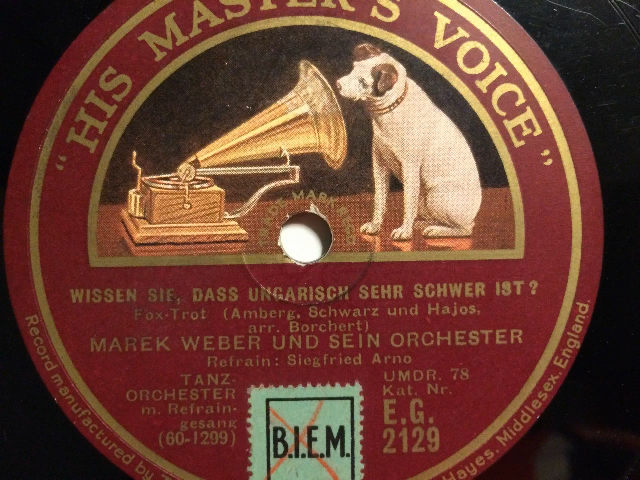 "HIS MASTER'S VOICE"
TRADE MARK
WISSEN SIE, DASS UNGARISCH SEHR SCHWER IST?
Fox-Trot (Amberg, Schwarz und Hajos,
arr. Borchert)
MAREK WEBER UND SEIN ORCHESTER
Refrain: Siegfried Arno
TANZ-
ORCHESTER
m. Refrain-
gesang
(60-1299)
UMDR. 78
Kat. Nr.
E.G.
2129
B.I.E.M.
Record manufactured by
Hayes, Middlesex, England.